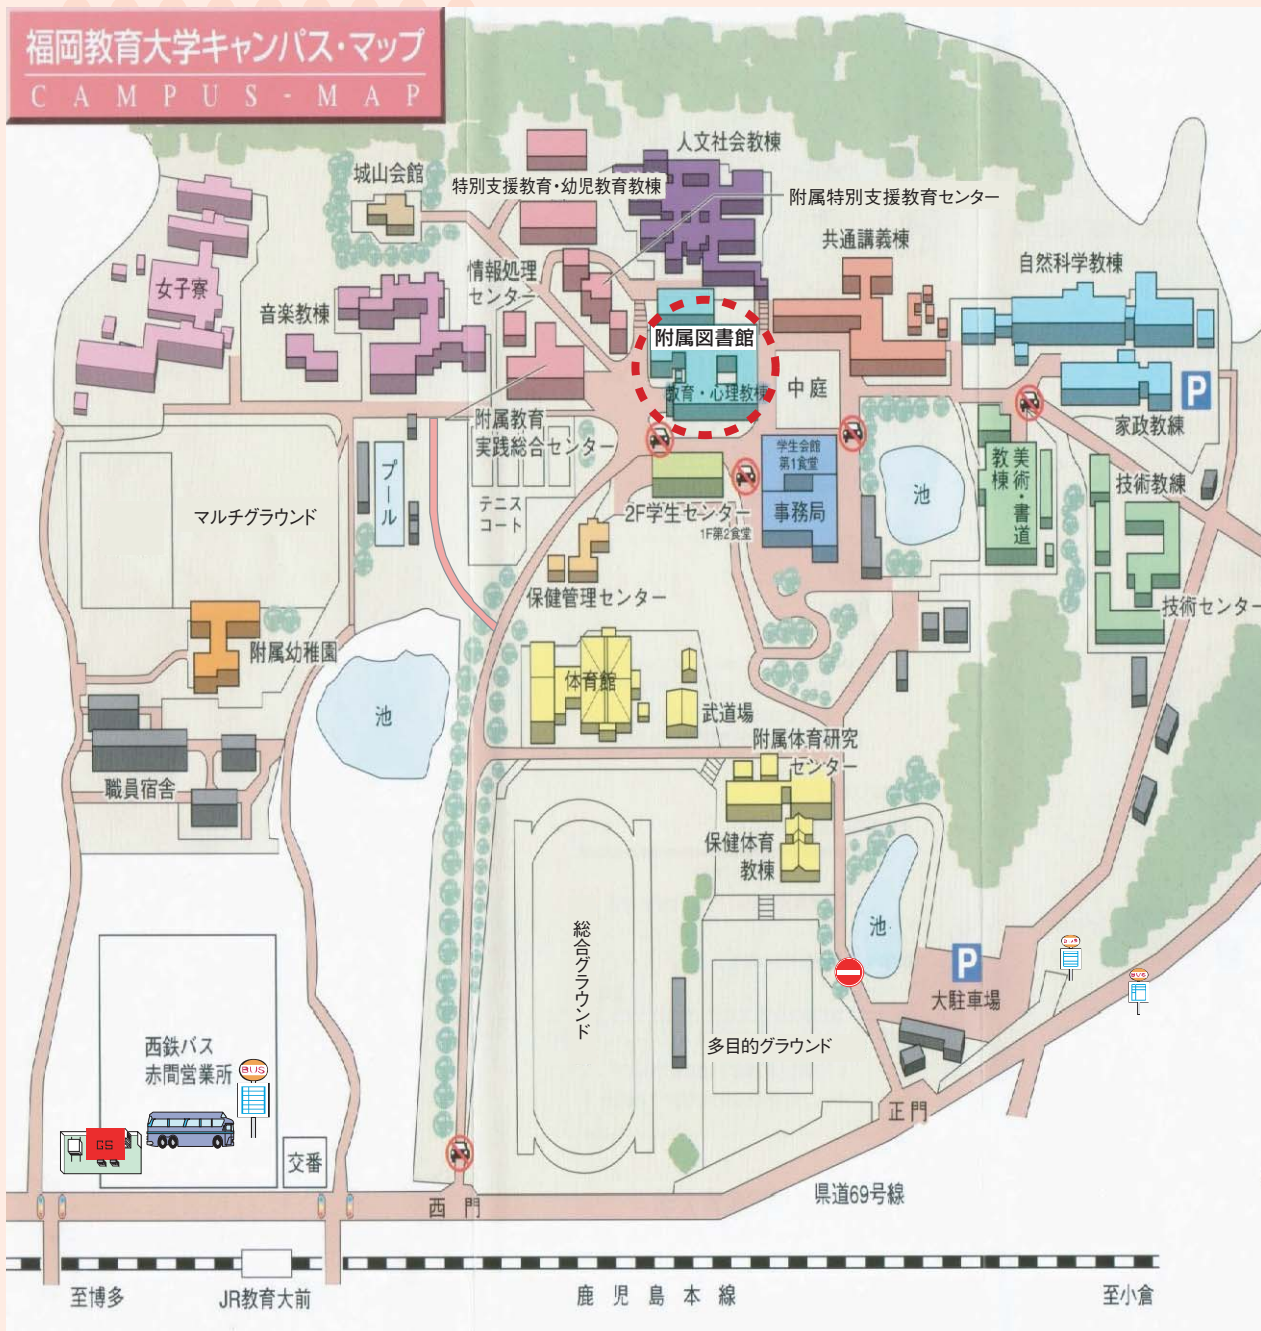 福岡教育大学キャンパス・マップ
CAMPUS-MAP
人文社会教棟
城山会館
特別支援教育・幼児教育教棟
附属特別支援教育センター
共通講義棟
自然科学教棟
情報処理
センター
女子寮
音楽教棟
附属図書館
教育・心理教棟
中庭
P
家政教練
附属教育
実践総合センター
学生会館
第1食堂
事務局
プール
マルチグラウンド
テニス
コート
2F学生センター
1F第2食堂
池
美術・書道
教棟
技術教練
技術センター
保健管理センター
附属幼稚園
体育館
武道場
池
附属体育研究
センター
職員宿舎
保健体育
教棟
池
P
大駐車場
BUS
BUS
総合グラウンド
多目的グラウンド
西鉄バス
赤間営業所
BUS
GS
交番
正門
西門
県道69号線
至博多
JR教育大前
鹿児島本線
至小倉